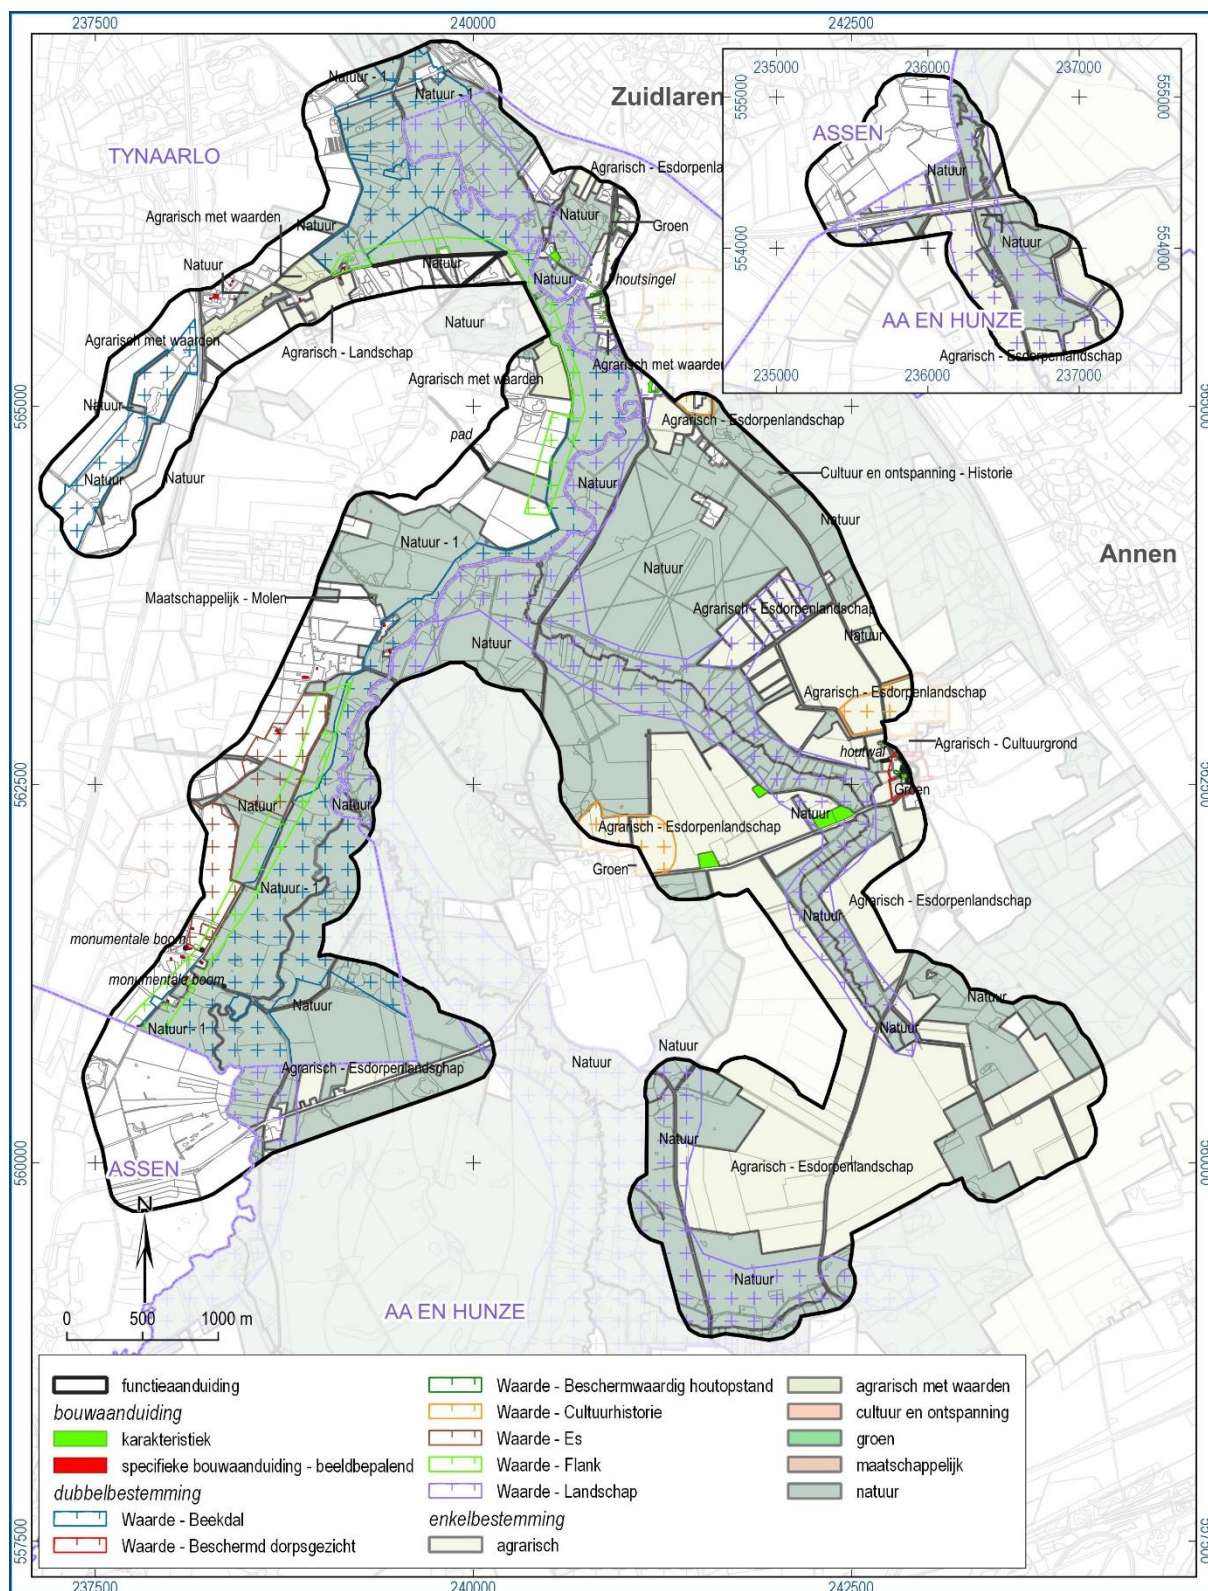 237500
240000
242500
Natuur - 1
Natuur - 1
Zuidlaren
TYNAARLO
Agrarisch - Esdorpenla
Agrarisch met waarden
Natuur
Natuur
Groen
Natuur
Natuur
Natuur
houtsingel
Natuur
Agrarisch met waarden
Agrarisch - Landschap
Agrarisch met waarden
Agrarisch met waarden
Natuur
565000
565000
Agrarisch - Esdorpenlandschap
pad
Natuur
Natuur
Natuur
Cultuur en ontspanning - Historie
Natuur
Natuur - 1
Annen
Natuur
Maatschappelijk - Molen
Agrarisch - Esdorpenlandschap
Natuur
Natuur
Agrarisch - Esdorpenlandschap
houtwal
Agrarisch - Cultuurgrond
562500
562500
Natuur
Natuur
Groen
Natuur
Agrarisch - Esdorpenlandschap
Groen
Natuur - 1
Agrarisch - Esdorpenlandschap
Natuur
monumentale boom
monumentale boom
Natuur
Natuur
Natuur - 1
Natuur
Natuur
Natuur
Agrarisch - Esdorpenlandschap
Natuur
560000
560000
ASSEN
Agrarisch - Esdorpenlandschap
N
Natuur
0
500
1000 m
AA EN HUNZE
235000
236000
237000
555000
555000
ASSEN
Natuur
554000
554000
Natuur
AA EN HUNZE
Agrarisch - Esdorpenlandschap
235000
236000
237000
functieaanduiding
bouwaanduiding
karakteristiek
specifieke bouwaanduiding - beeldbepalend
dubbelbestemming
Waarde - Beekdal
Waarde - Beschermd dorpsgezicht
Waarde - Beschermwaardig houtopstand
Waarde - Cultuurhistorie
Waarde - Es
Waarde - Flank
Waarde - Landschap
enkelbestemming
agrarisch
agrarisch met waarden
cultuur en ontspanning
groen
maatschappelijk
natuur
557500
557500
237500
240000
242500